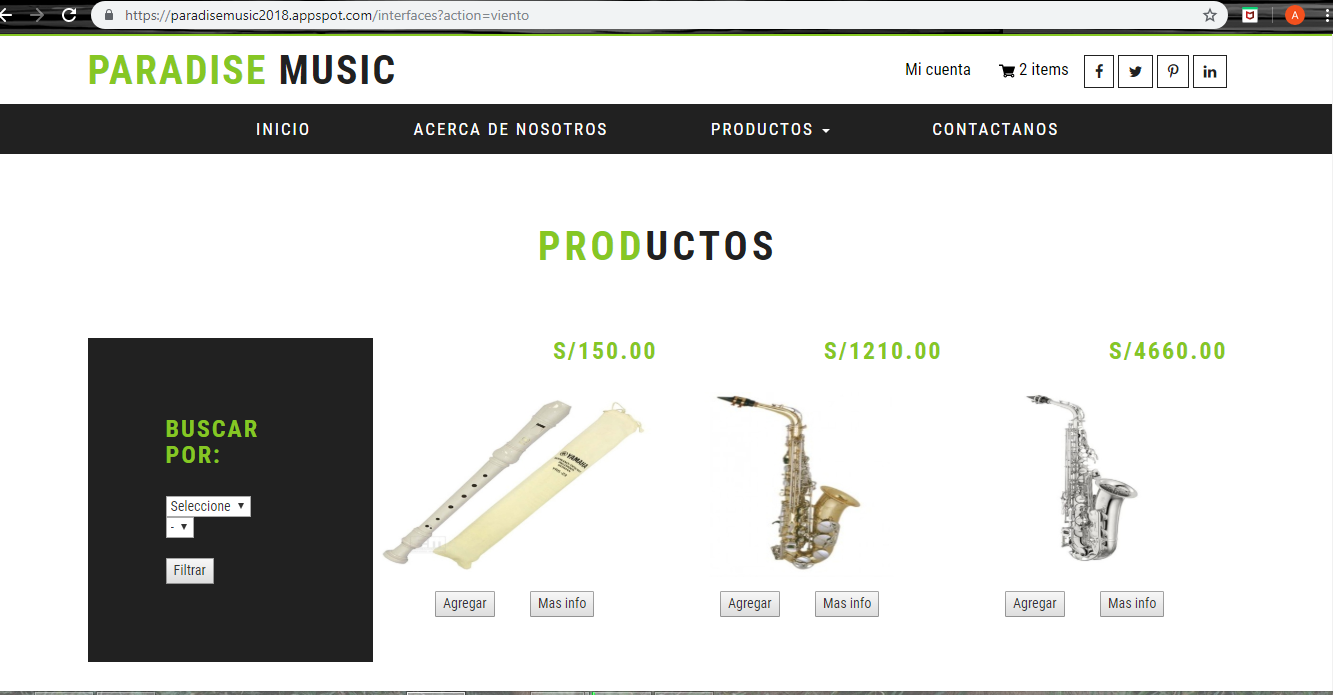 https://paradisemusic2018.appspot.com/interfaces?action=viento
A
PARADISE MUSIC
Mi cuenta
2 items
INICIO
ACERCA DE NOSOTROS
PRODUCTOS
CONTACTANOS
PRODUCTOS
BUSCAR
POR:
Seleccione
-
Filtrar
S/150.00
S/1210.00
S/4660.00
YAMAHA
Agregar
Mas info
Agregar
Mas info
Agregar
Mas info